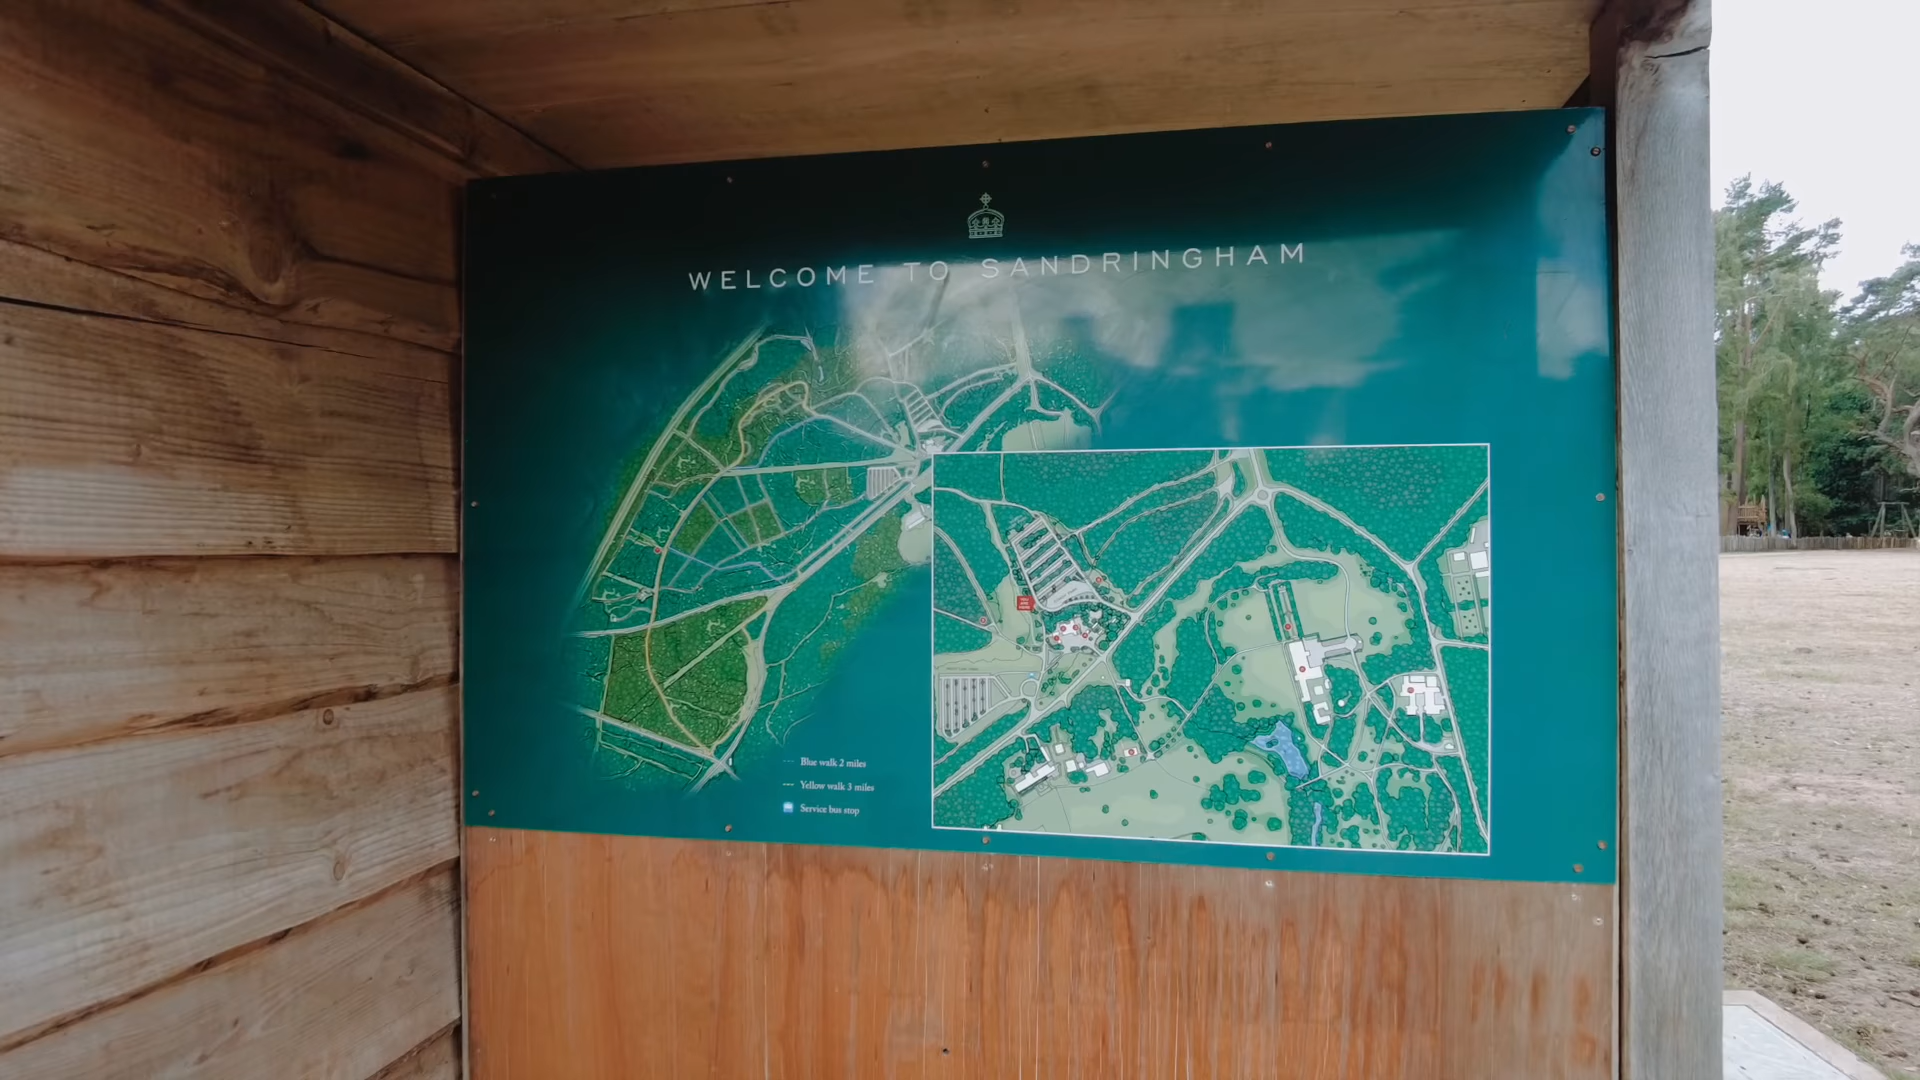 WELCOME TO SANDRINGHAM
Blue walk 2 miles
Yellow walk 3 miles
Service bus stop